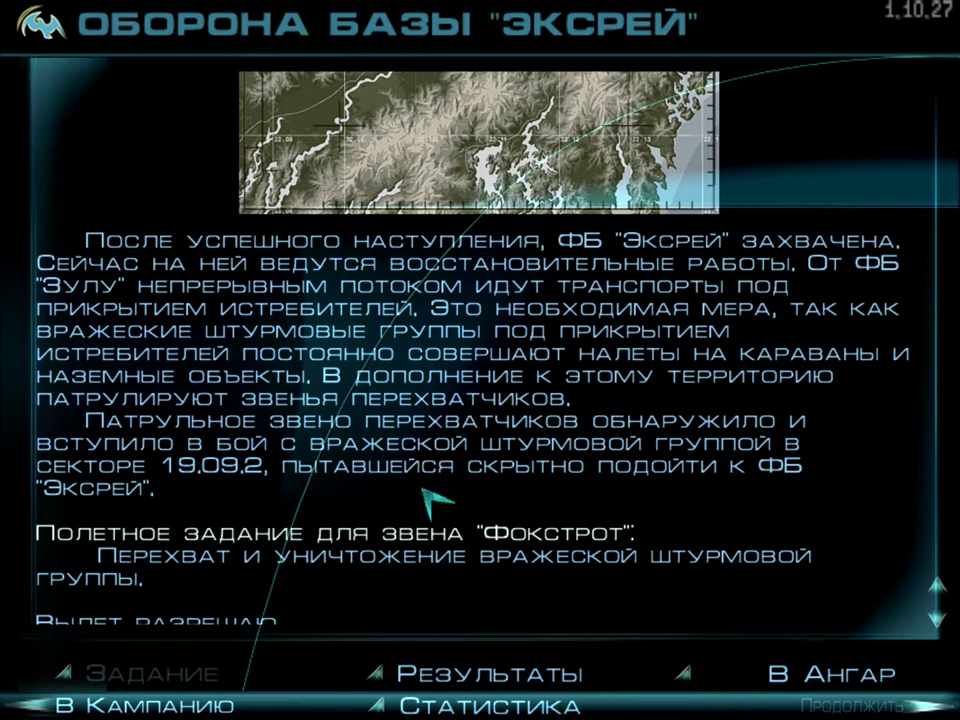 ОБОРОНА БАЗЫ "ЭКСРЕЙ"
1.10.27
После успешного наступления, ФБ "Эксрей" захвачена.
Сейчас на ней ведутся восстановительные работы. От ФБ
"Зулу" непрерывным потоком идут транспорты под
прикрытием истребителей. Это необходимая мера, так как
вражеские штурмовые группы под прикрытием
истребителей постоянно совершают налеты на караваны и
наземные объекты. В дополнение к этому территорию
патрулируют звенья перехватчиков.
Патрульное звено перехватчиков обнаружило и
вступило в бой с вражеской штурмовой группой в
секторе 19.09.2, пытавшейся скрытно подойти к ФБ
"Эксрей".
Полетное задание для звена "Фокстрот":
Перехват и уничтожение вражеской штурмовой
группы.
Вылет разрешаю
Задание
Результаты
В Ангар
В Кампанию
Статистика
Продолжить